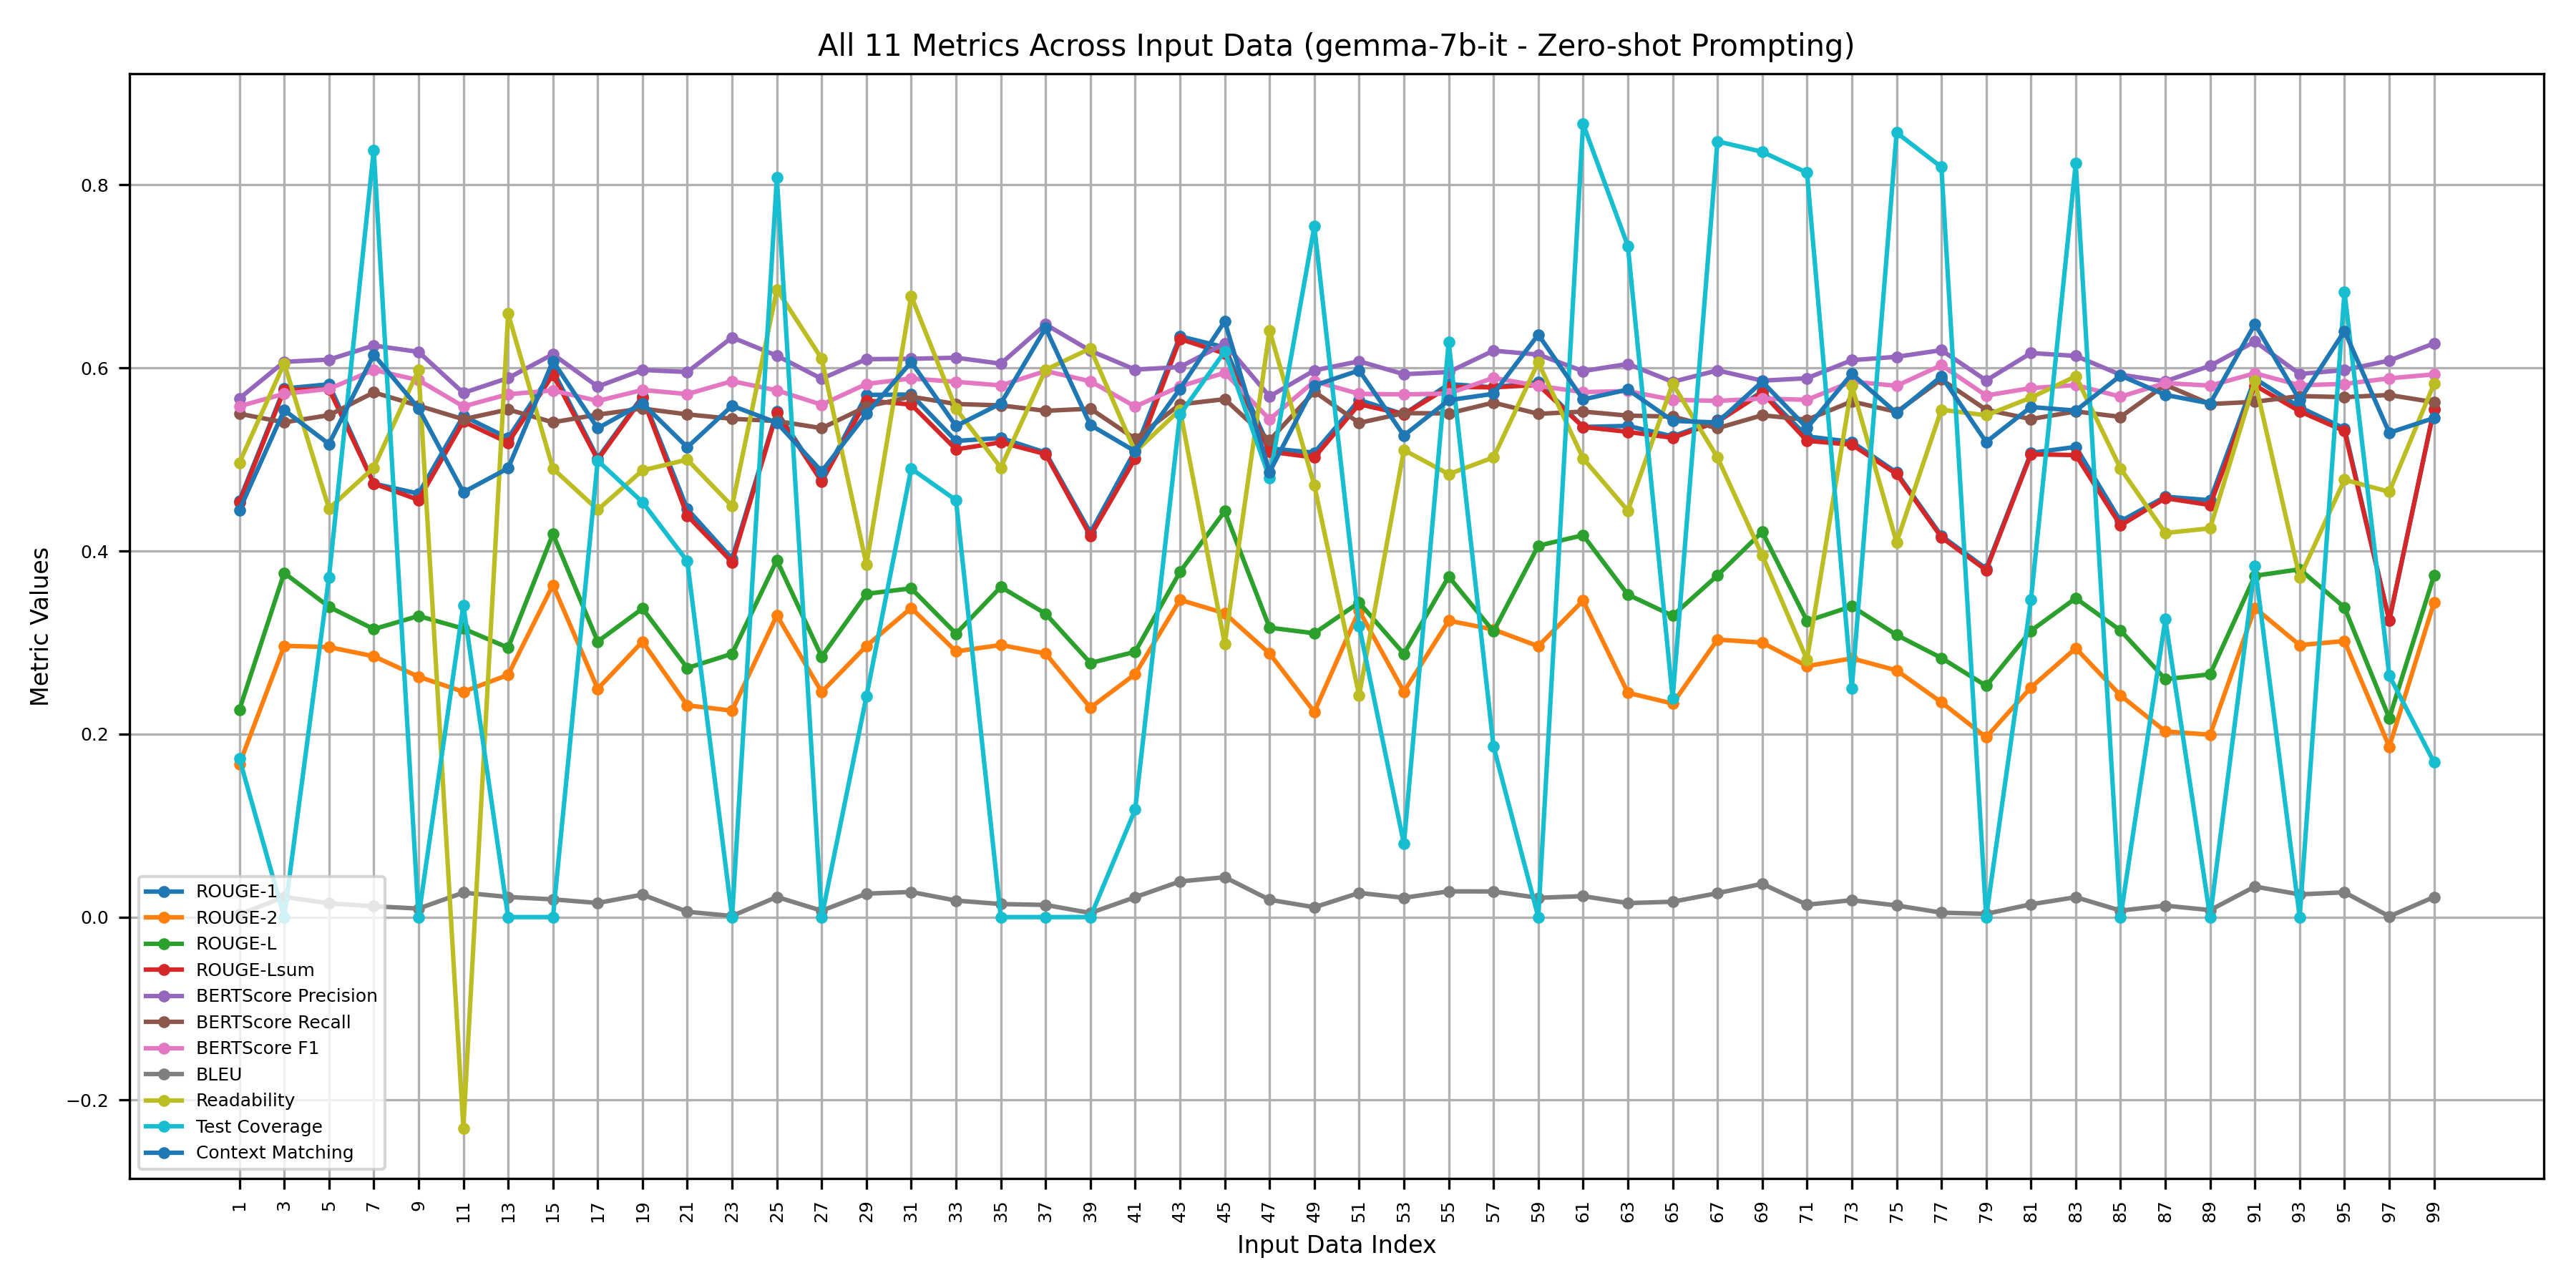 All 11 Metrics Across Input Data (gemma-7b-it - Zero-shot Prompting)
Metric Values
0.8
0.6
0.4
0.2
0.0
−0.2
ROUGE-1
ROUGE-2
ROUGE-L
ROUGE-Lsum
BERTScore Precision
BERTScore Recall
BERTScore F1
BLEU
Readability
Test Coverage
Context Matching
1 3 5 7 9 11 13 15 17 19 21 23 25 27 29 31 33 35 37 39 41 43 45 47 49 51 53 55 57 59 61 63 65 67 69 71 73 75 77 79 81 83 85 87 89 91 93 95 97 99
Input Data Index